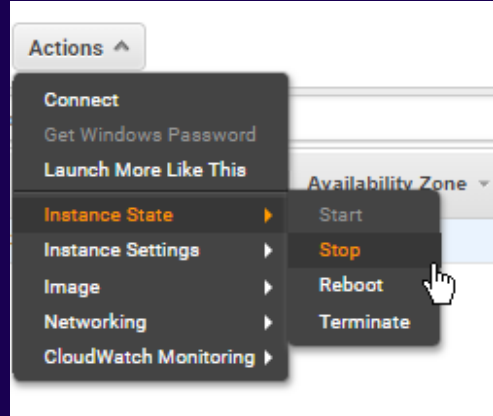 Actions
Connect
Get Windows Password
Launch More Like This
Availability Zone
Instance State
Start
Instance Settings
Stop
Image
Reboot
Networking
Terminate
CloudWatch Monitoring